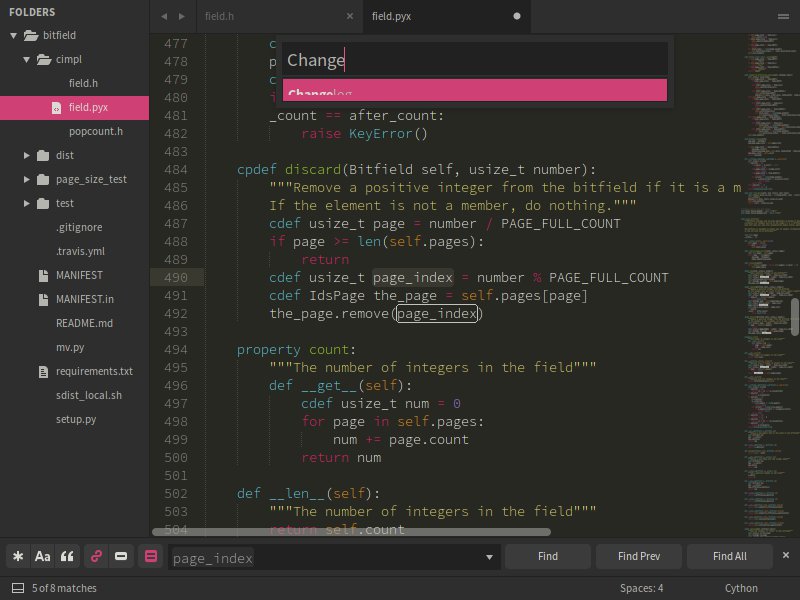 FOLDERS
bitfield
cimpl
field.h
field.pyx
popcount.h
dist
page_size_test
test
.gitignore
.travis.yml
MANIFEST
MANIFEST.in
README.md
mv.py
requirements.txt
sdist_local.sh
setup.py
field.h ×
field.pyx
Change
Changelog
477 c
478 p
479 c
480 i
481 _count == after_count:
482 raise KeyError()
483
484 cpdef discard(Bitfield self, usize_t number):
485 """Remove a positive integer from the bitfield if it is a m
486 If the element is not a member, do nothing."""
487 cdef usize_t page = number / PAGE_FULL_COUNT
488 if page >= len(self.pages):
489 return
490 cdef usize_t page_index = number % PAGE_FULL_COUNT
491 cdef IdsPage the_page = self.pages[page]
492 the_page.remove(page_index)
493
494 property count:
495 """The number of integers in the field"""
496 def __get__(self):
497 cdef usize_t num = 0
498 for page in self.pages:
499 num += page.count
500 return num
501
502 def __len__(self):
503 """The number of integers in the field"""
504 return self.count
Aa page_index Find Find Prev Find All ×
5 of 8 matches Spaces: 4 Cython